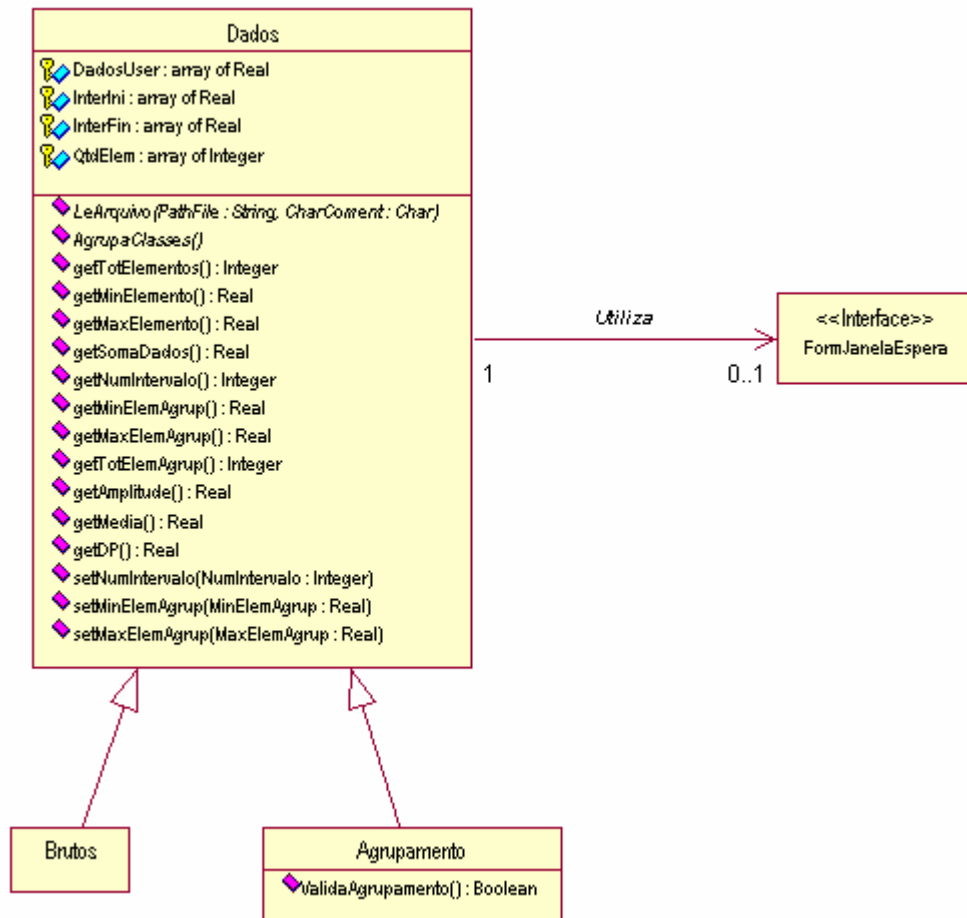 Dados
DadosUser : array of Real
InterIni : array of Real
InterFin : array of Real
QtdElem : array of Integer
LeArquivo(PathFile : String, CharComent : Char)
AgrupaClasses()
getTotElementos() : Integer
getMinElemento() : Real
getMaxElemento() : Real
getSomaDados() : Real
getNumIntervalo() : Integer
getMinElemAgrup() : Real
getMaxElemAgrup() : Real
getTotElemAgrup() : Integer
getAmplitude() : Real
getMedia() : Real
getDP() : Real
setNumIntervalo(NumIntervalo : Integer)
setMinElemAgrup(MinElemAgrup : Real)
setMaxElemAgrup(MaxElemAgrup : Real)
Utiliza
1
0..1
<<Interface>>
FormJanelaEspera
Brutos
Agrupamento
ValidaAgrupamento() : Boolean